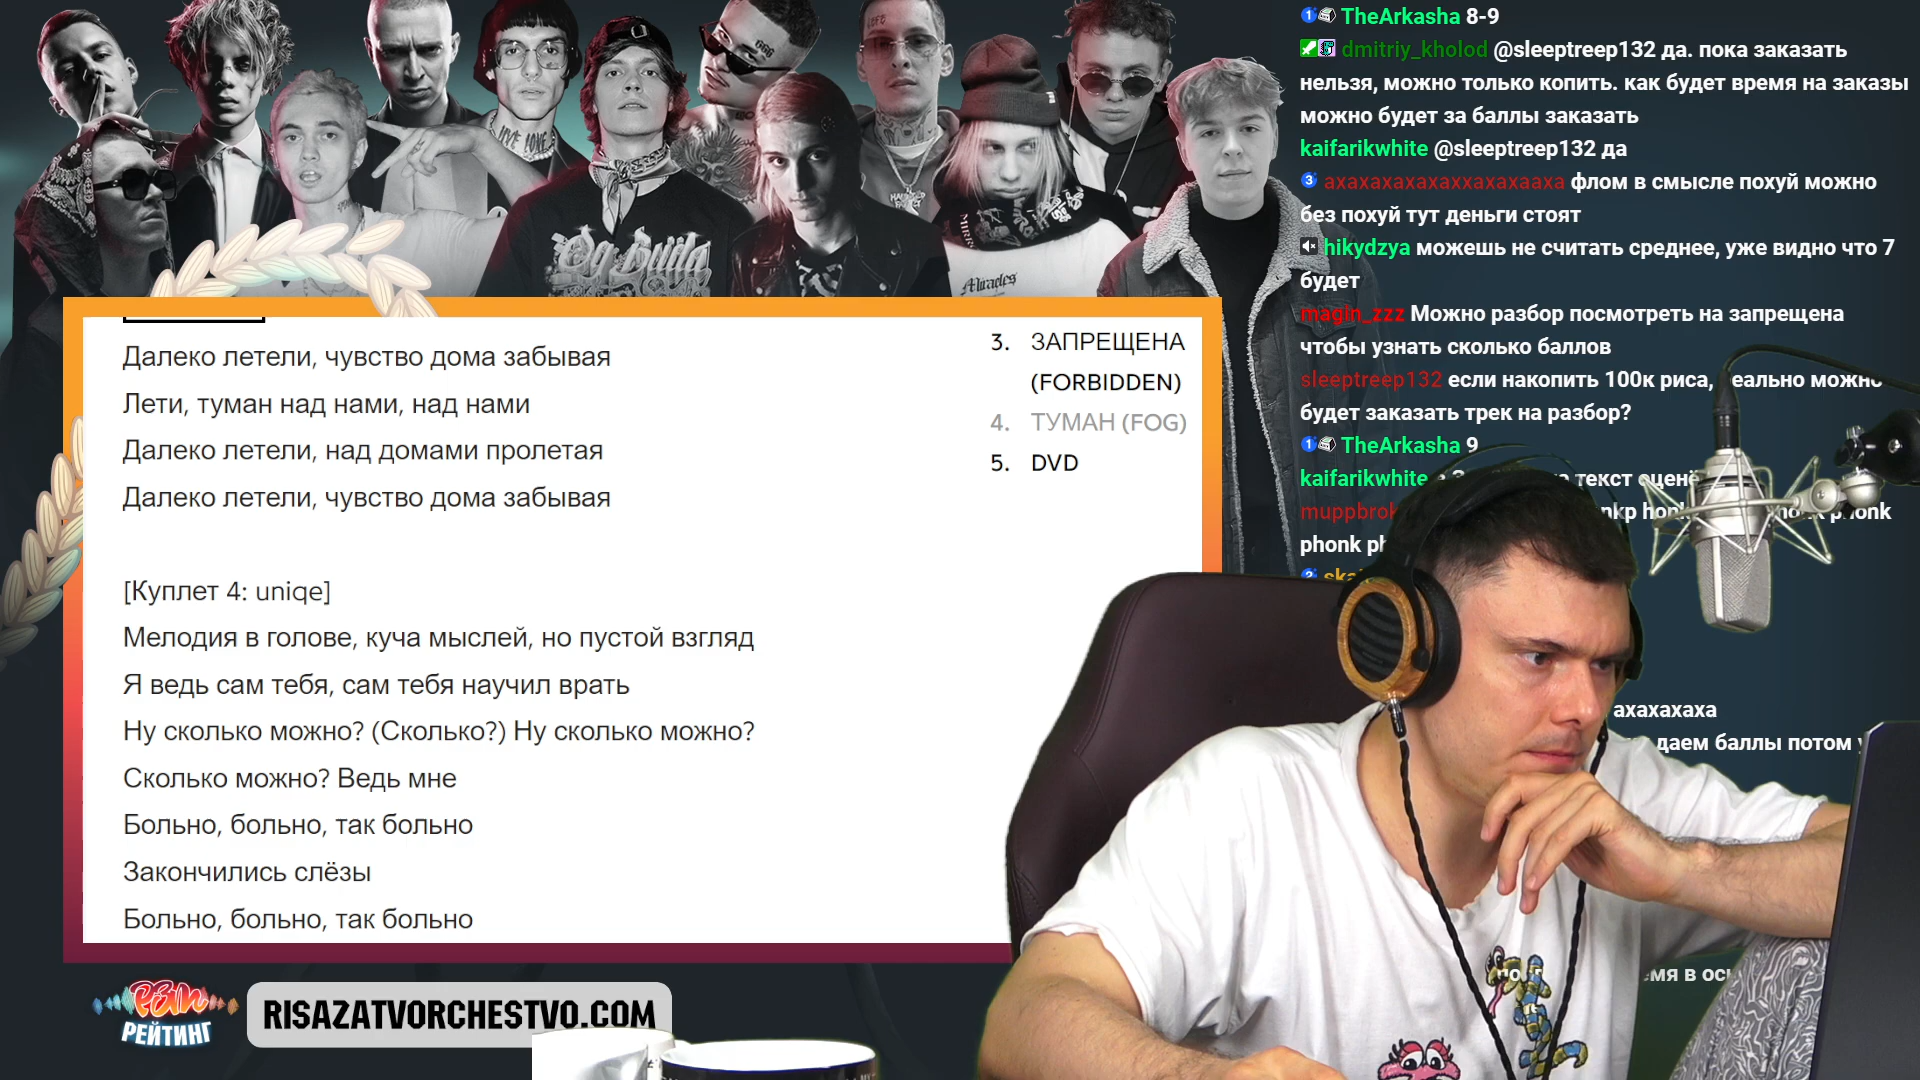 TheArkasha 8-9
dmitriy_kholod @sleeptreep132 да. пока заказать
нельзя, можно только копить. как будет время на заказы
можно будет за баллы заказать
kaifarikwhite @sleeptreep132 да
axaxaxaxaxaxxaxaxaaxa флом в смысле похуй можно
без похуй тут деньги стоят
hikydzya можешь не считать среднее, уже видно что 7
будет
magin_zzz Можно разбор посмотреть на запрещена
чтобы узнать сколько баллов
sleeptreep132 если накопить 100к риса,
будет заказать трек на разбор?
TheArkasha 9
kaifarikwhite текст
phonk
phonk
ахахахаха
даем баллы потом
Далеко летели, чувство дома забывая
Лети, туман над нами, над нами
Далеко летели, над домами пролетая
Далеко летели, чувство дома забывая
[Куплет 4: uniqe]
Мелодия в голове, куча мыслей, но пустой взгляд
Я ведь сам тебя, сам тебя научил врать
Ну сколько можно? (Сколько?) Ну сколько можно?
Сколько можно? Ведь мне
Больно, больно, так больно
Закончились слёзы
Больно, больно, так больно
3. ЗАПРЕЩЕНА
(FORBIDDEN)
4. ТУМАН (FOG)
5. DVD
РЗТ
РЕЙТИНГ
RISAZATVORCHESTVO.COM